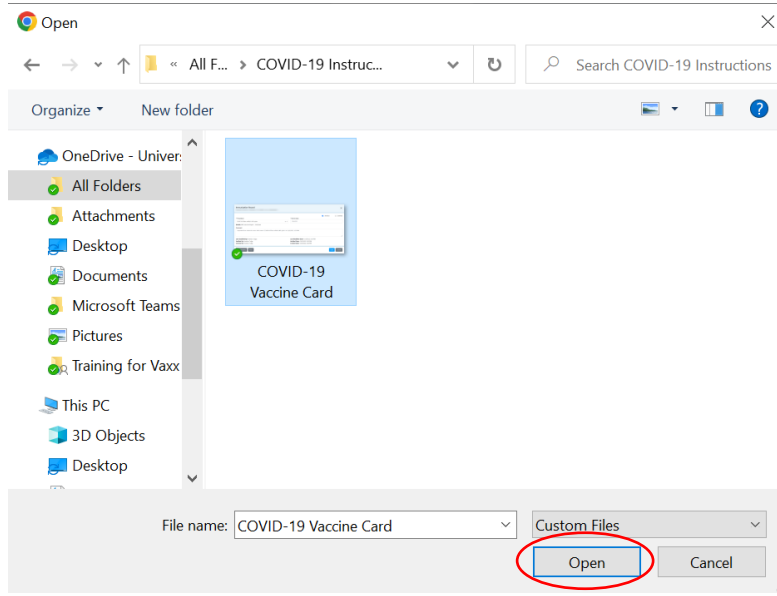 Open
« All F... > COVID-19 Instruc...
Search COVID-19 Instructions
Organize
New folder
?
OneDrive - Univer
All Folders
Attachments
Desktop
Documents
Microsoft Teams
Pictures
Training for Vaxx
This PC
3D Objects
Desktop
COVID-19
Vaccine Card
File name: COVID-19 Vaccine Card
Custom Files
Open
Cancel